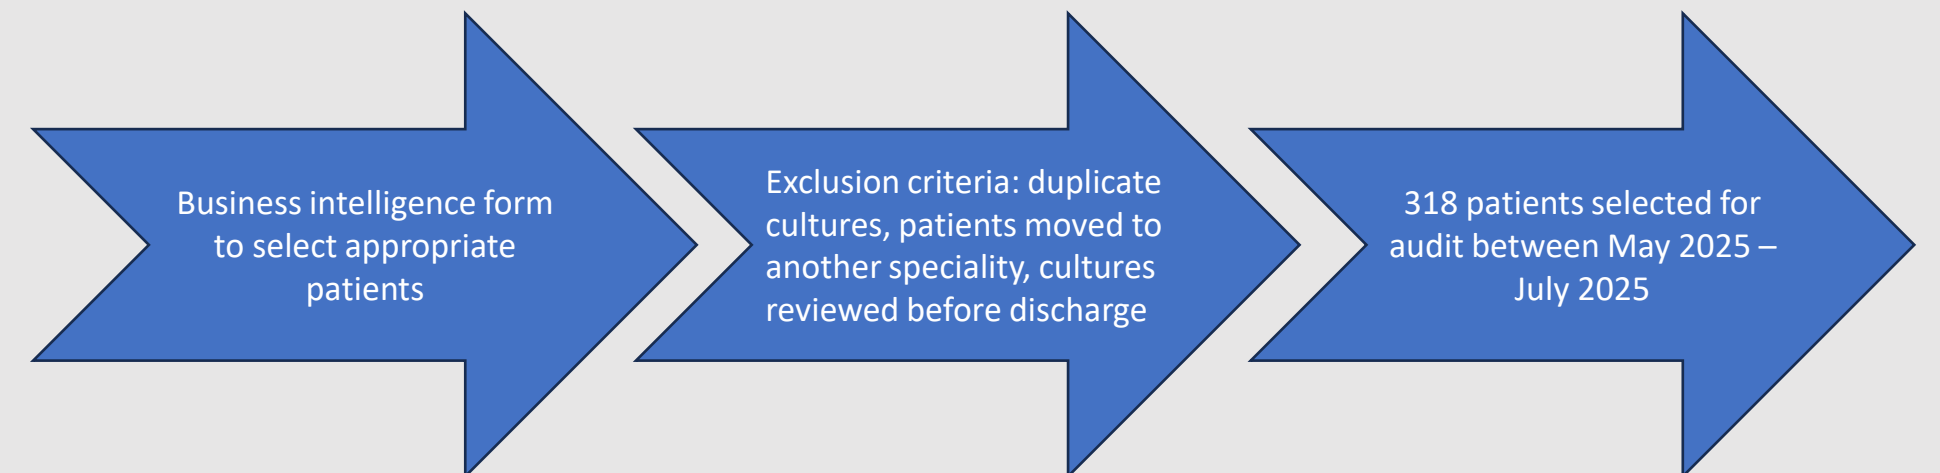 Business intelligence form
to select appropriate
patients
Exclusion criteria: duplicate
cultures, patients moved to
another speciality, cultures
reviewed before discharge
318 patients selected for
audit between May 2025 –
July 2025